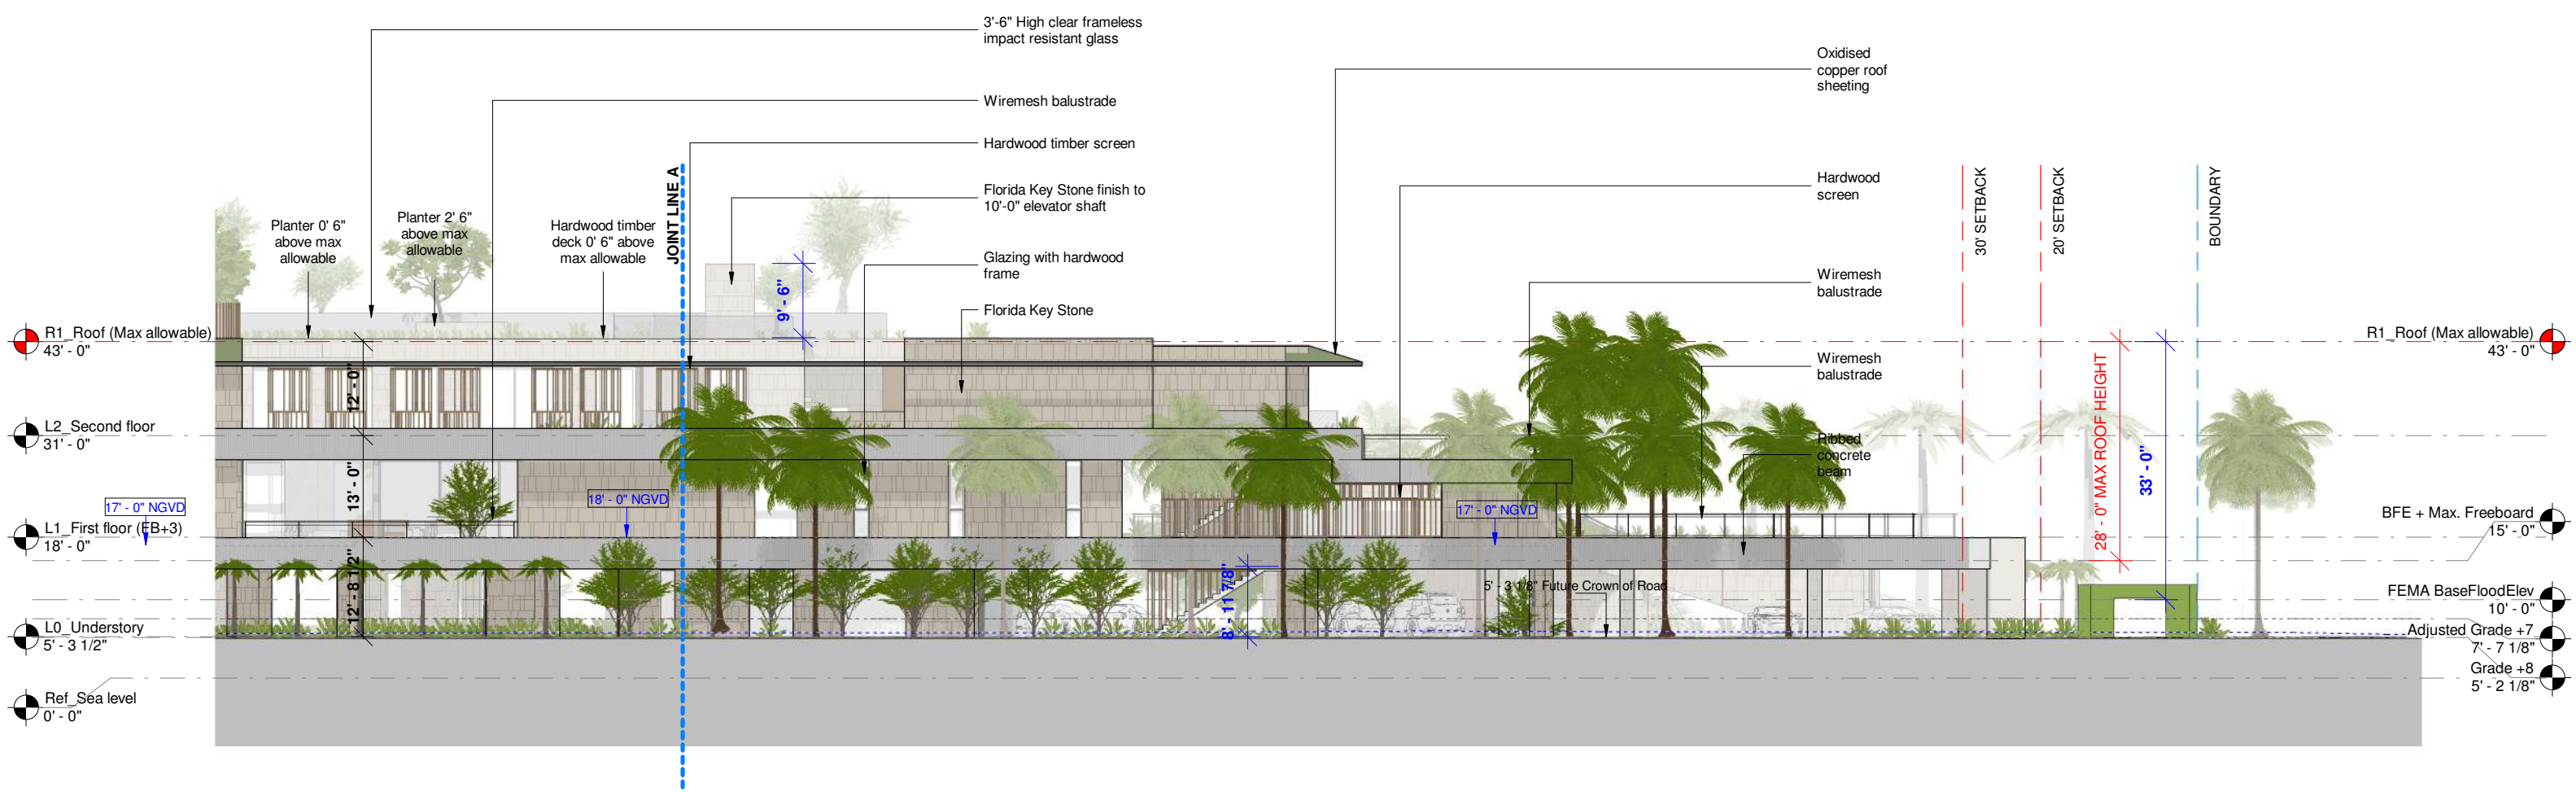 3'-6" High clear frameless
impact resistant glass
Wiremesh balustrade
Hardwood timber screen
Florida Key Stone finish to
10'-0" elevator shaft
Glazing with hardwood
frame
Florida Key Stone
Oxidised
copper roof
sheeting
Hardwood
screen
Wiremesh
balustrade
Wiremesh
balustrade
Ribbed
concrete
beam
Planter 0' 6"
above max
allowable
Planter 2' 6"
above max
allowable
Hardwood timber
deck 0' 6" above
max allowable
JOINT LINE A
9' - 6"
30' SETBACK
20' SETBACK
BOUNDARY
R1_Roof (Max allowable)
43' - 0"
L2_Second floor
31' - 0"
17' - 0" NGVD
L1_First floor (FB+3)
18' - 0"
L0_Understory
5' - 3 1/2"
Ref_Sea level
0' - 0"
12' - 0"
13' - 0"
12' - 8 1/2"
18' - 0" NGVD
17' - 0" NGVD
8' - 11 7/8"
5' - 3 1/8" Future Crown of Road
28' - 0" MAX ROOF HEIGHT
33' - 0"
R1_Roof (Max allowable)
43' - 0"
BFE + Max. Freeboard
15' - 0"
FEMA BaseFloodElev
10' - 0"
Adjusted Grade +7
7' - 7 1/8"
Grade +8
5' - 2 1/8"